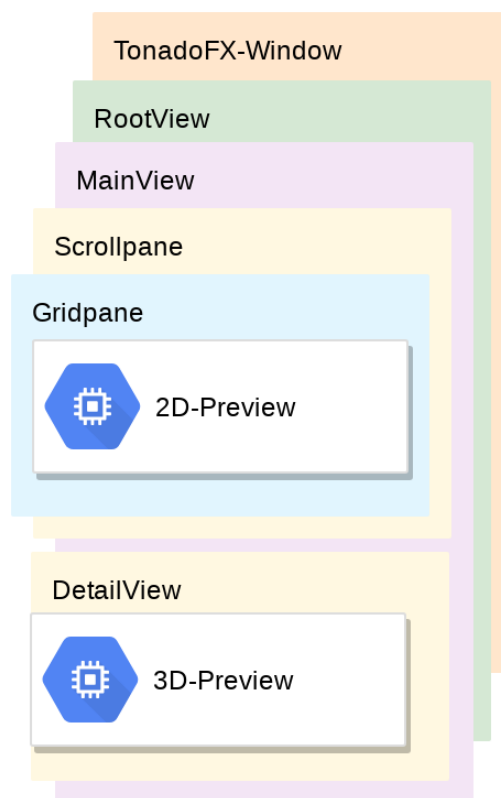 TonadoFX-Window
RootView
MainView
Scrollpane
Gridpane
2D-Preview
DetailView
3D-Preview